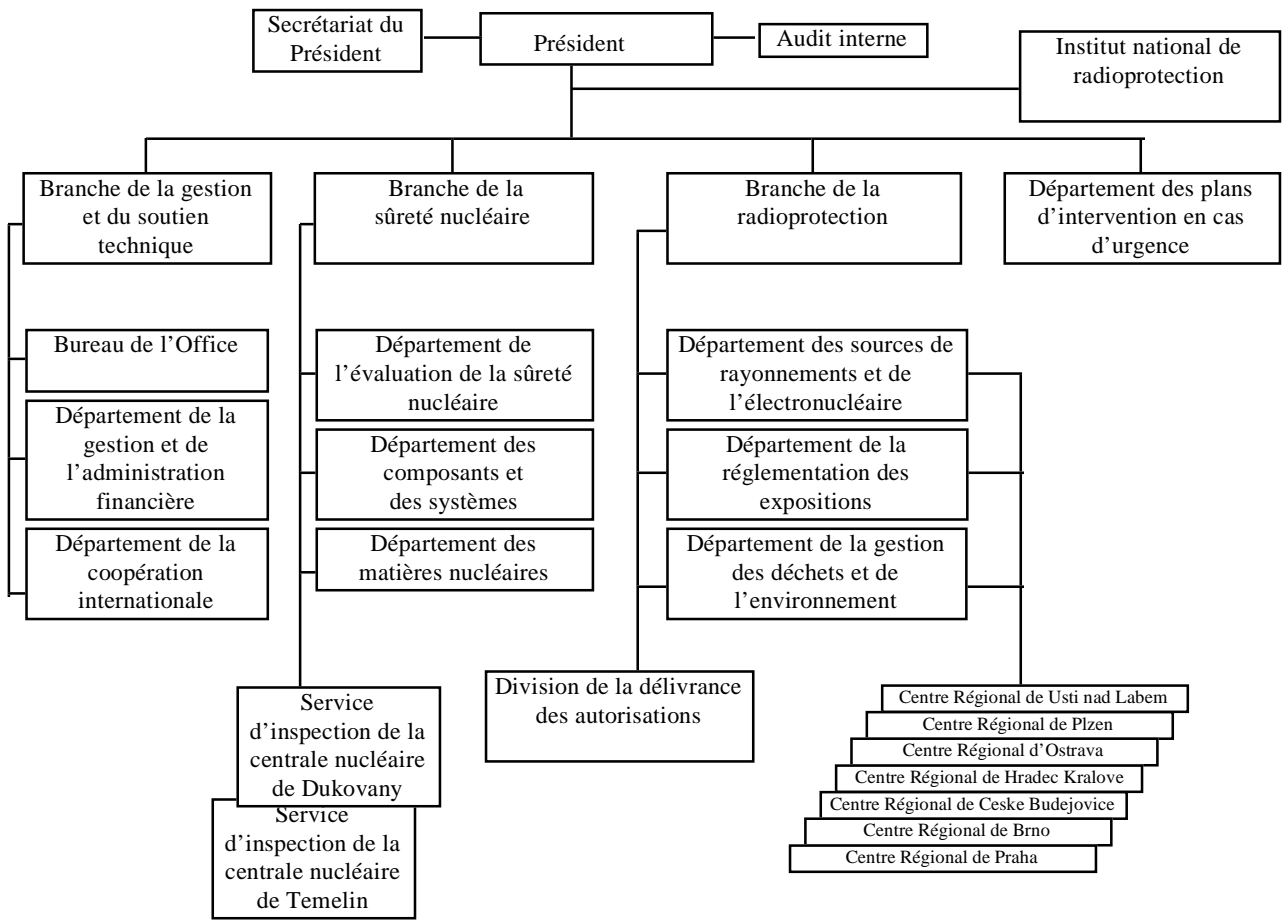 Secrétariat du
Président
Président
Audit interne
Institut national de
radioprotection
Branche de la gestion
et du soutien
technique
Branche de la
sûreté nucléaire
Branche de la
radioprotection
Département des plans
d’intervention en cas
d’urgence
Bureau de l’Office
Département de la
gestion et de
l’administration
financière
Département de la
coopération
internationale
Département de
l’évaluation de la sûreté
nucléaire
Département des
composants et
des systèmes
Département des
matières nucléaires
Service
d’inspection de la
centrale nucléaire
de Dukovany
Service
d’inspection de la
centrale nucléaire
de Temelin
Département des sources de
rayonnements et de
l’électronucléaire
Département de la
réglementation des
expositions
Département de la gestion
des déchets et de
l’environnement
Division de la délivrance
des autorisations
Centre Régional de Usti nad Labem
Centre Régional de Plzen
Centre Régional d’Ostrava
Centre Régional de Hradec Kralove
Centre Régional de Ceske Budejovice
Centre Régional de Brno
Centre Régional de Praha